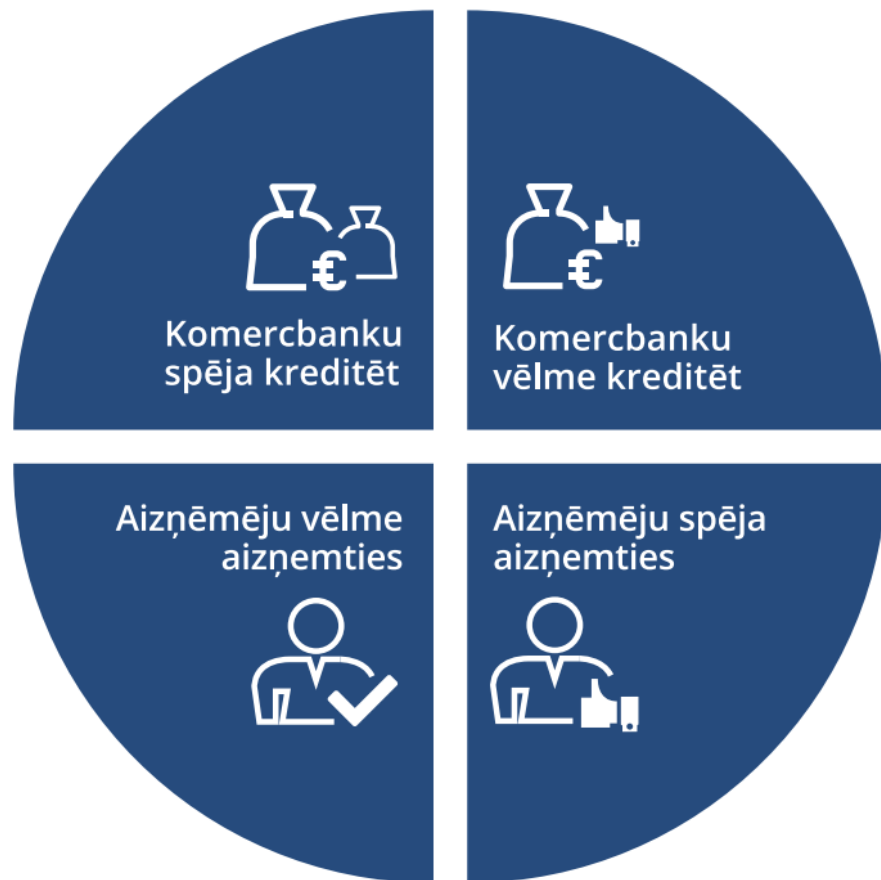 Komercbanku
spēja kreditēt
Komercbanku
vēlme kreditēt
Aizņēmēju vēlme
aizņemties
Aizņēmēju spēja
aizņemties